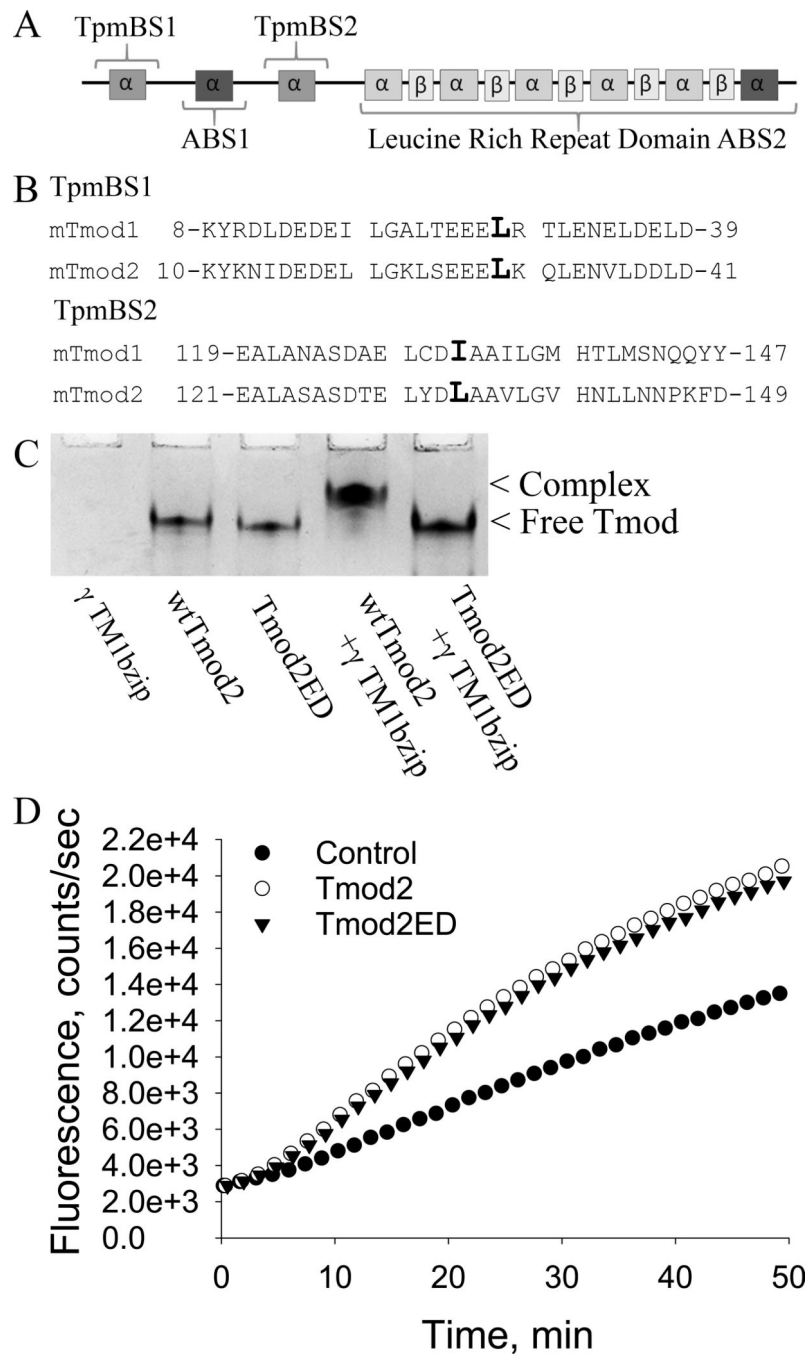 A
TpmBS1
TpmBS2
α α α α β α β α β α β α β α
ABS1
Leucine Rich Repeat Domain ABS2
B
TpmBS1
mTmod1 8-KYRDLDEDEI LGALTEEELR TLENELDELD-39
mTmod2 10-KYKNIDEDEL LGKLSEEELK QLENVLDDLD-41
TpmBS2
mTmod1 119-EALANASDAE LCDIAAILGM HTLMSNQQYY-147
mTmod2 121-EALASASDTE LYDLAAVLGV HNLLNNPKFD-149
C
< Complex
< Free Tmod
γ TM1bzip
wtTmod2
Tmod2ED
wtTmod2
+γ TM1bzip
Tmod2ED
+γ TM1bzip
D
Fluorescence, counts/sec
2.2e+4
2.0e+4
1.8e+4
1.6e+4
1.4e+4
1.2e+4
1.0e+4
8.0e+3
6.0e+3
4.0e+3
2.0e+3
0.0
Control
Tmod2
Tmod2ED
0 10 20 30 40 50
Time, min